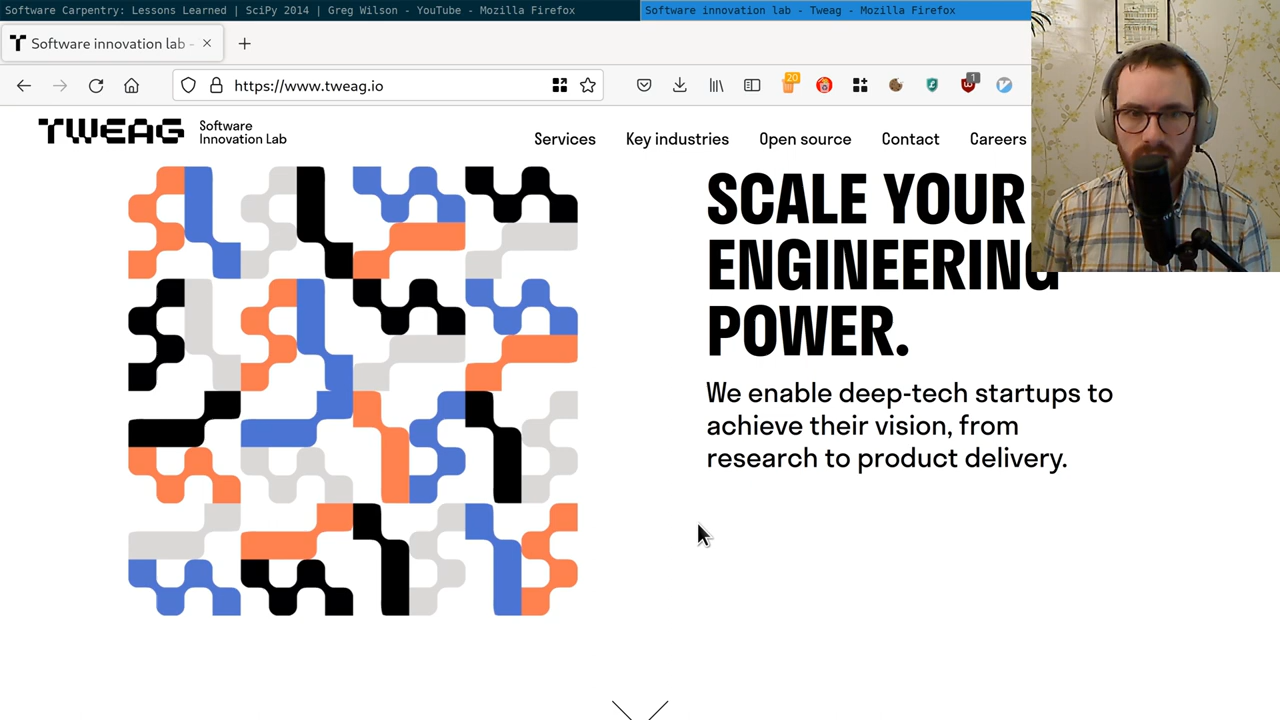 Software Carpentry: Lessons Learned | SciPy 2014 | Greg Wilson - YouTube - Mozilla Firefox
Software innovation lab - Tweag - Mozilla Firefox
Software innovation lab -
https://www.tweag.io
20
1
TWEAG
Software
Innovation Lab
Services
Key industries
Open source
Contact
Careers
SCALE YOUR
ENGINEERING
POWER.
We enable deep-tech startups to
achieve their vision, from
research to product delivery.